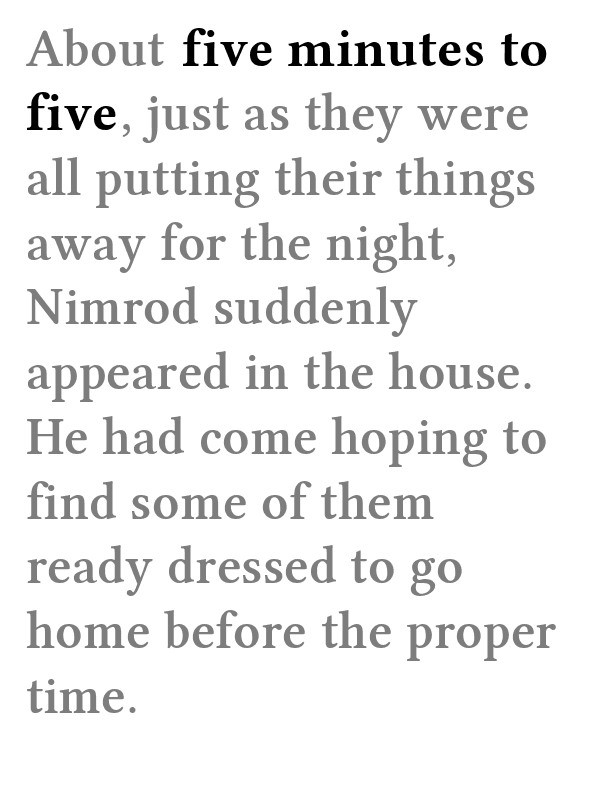 About five minutes to
five, just as they were
all putting their things
away for the night,
Nimrod suddenly
appeared in the house.
He had come hoping to
find some of them
ready dressed to go
home before the proper
time.